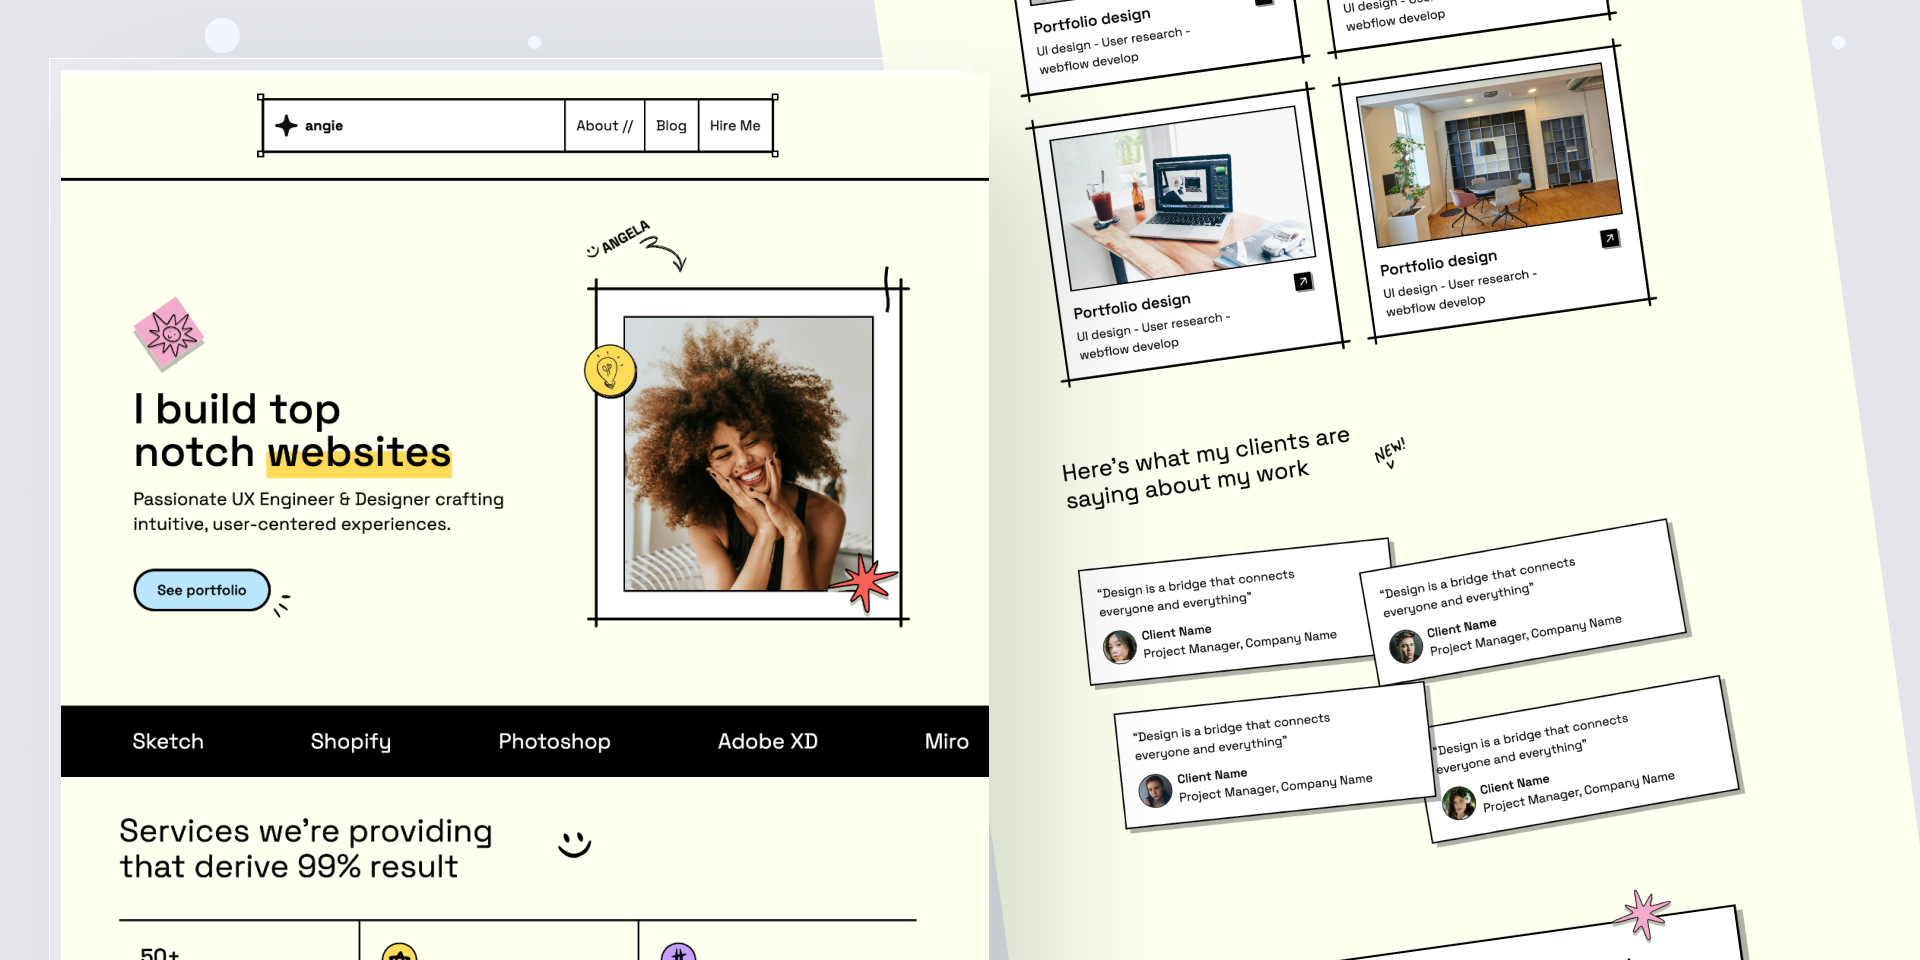 angie
About //
Blog
Hire Me
ANGELA
I build top
notch websites
Passionate UX Engineer & Designer crafting
intuitive, user-centered experiences.
See portfolio
Sketch
Shopify
Photoshop
Adobe XD
Miro
Services we're providing
that derive 99% result
50+
Portfolio design
UI design - User research -
webflow develop
webflow develop
Portfolio design
UI design - User research -
webflow develop
Portfolio design
UI design - User research -
webflow develop
Here's what my clients are
saying about my work
NEW!
“Design is a bridge that connects
everyone and everything”
Client Name
Project Manager, Company Name
“Design is a bridge that connects
everyone and everything”
Client Name
Project Manager, Company Name
“Design is a bridge that connects
everyone and everything”
Client Name
Project Manager, Company Name
“Design is a bridge that connects
everyone and everything”
Client Name
Project Manager, Company Name